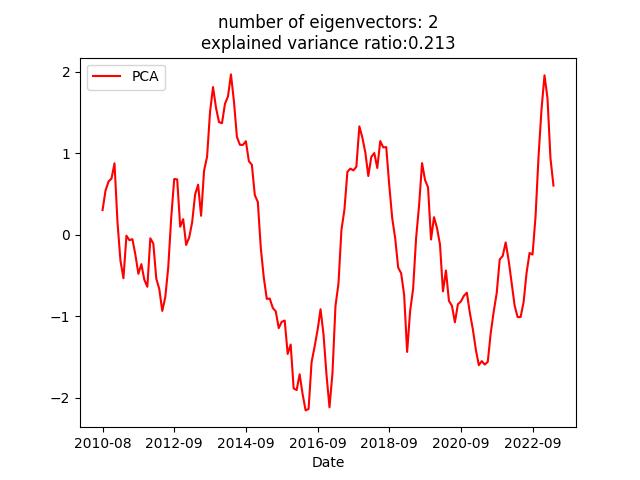 number of eigenvectors: 2
explained variance ratio:0.213
PCA
2
1
0
−1
−2
2010-08 2012-09 2014-09 2016-09 2018-09 2020-09 2022-09
Date